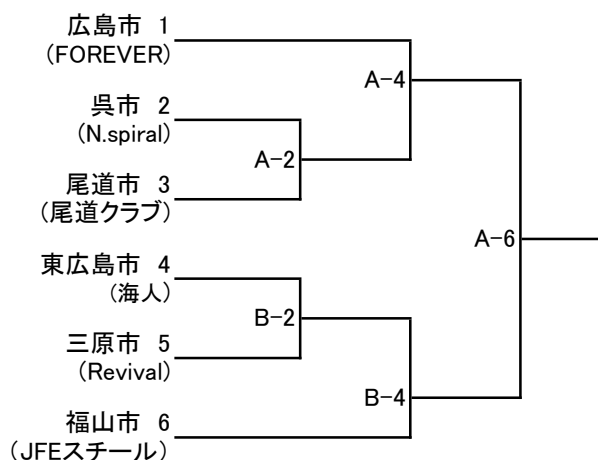 広島市 1
(FOREVER)
A-4
呉市 2
(N.spiral)
A-2
尾道市 3
(尾道クラブ)
A-6
東広島市 4
(海人)
B-2
三原市 5
(Revival)
B-4
福山市 6
(JFEスチール)